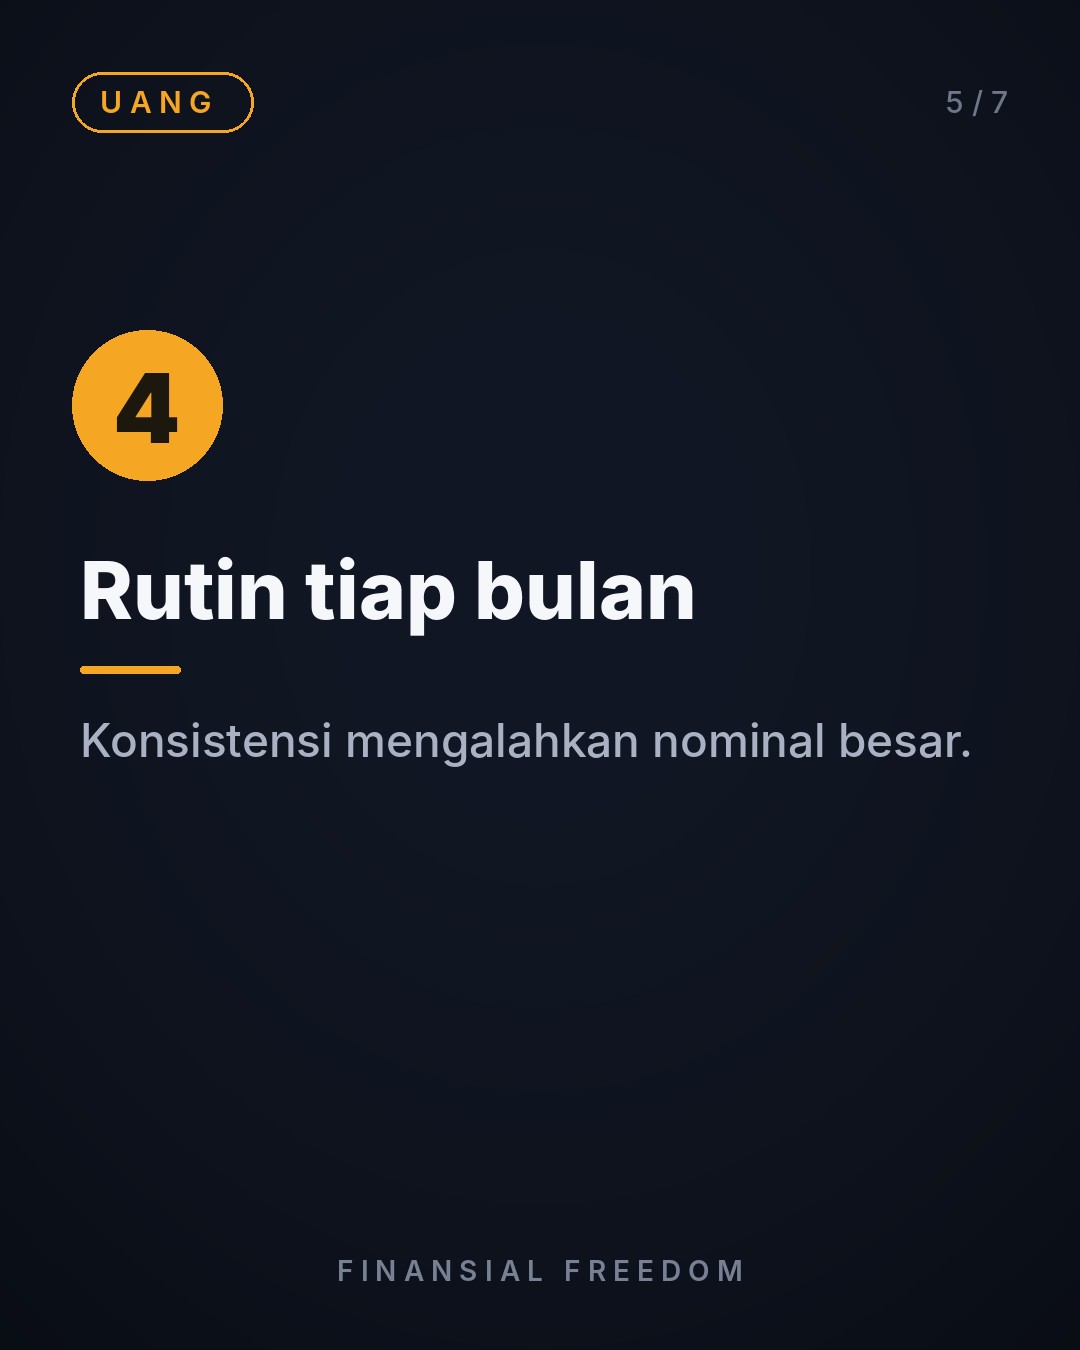 UANG
5 / 7
4
Rutin tiap bulan
Konsistensi mengalahkan nominal besar.
FINANSIAL FREEDOM